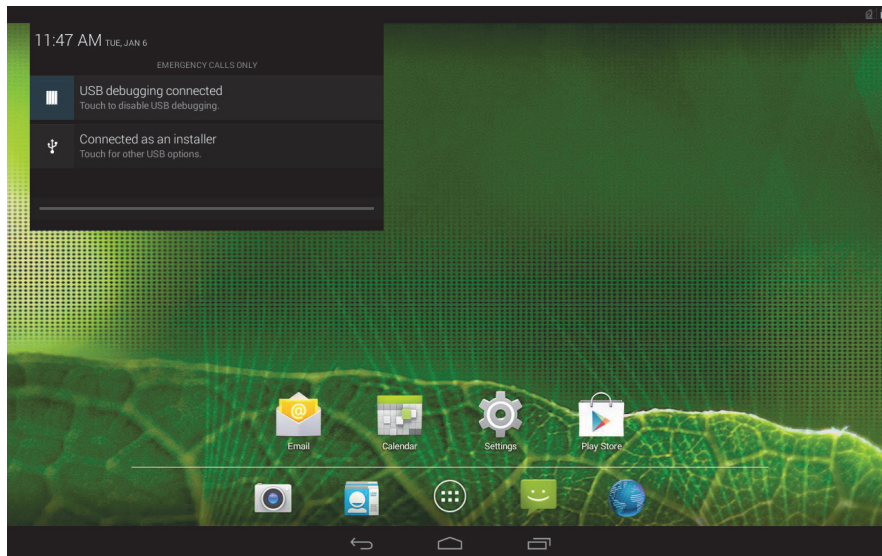 11:47 AM TUE, JAN 6
EMERGENCY CALLS ONLY
USB debugging connected
Touch to disable USB debugging.
Connected as an installer
Touch for other USB options.
Email
Calendar
Settings
Play Store